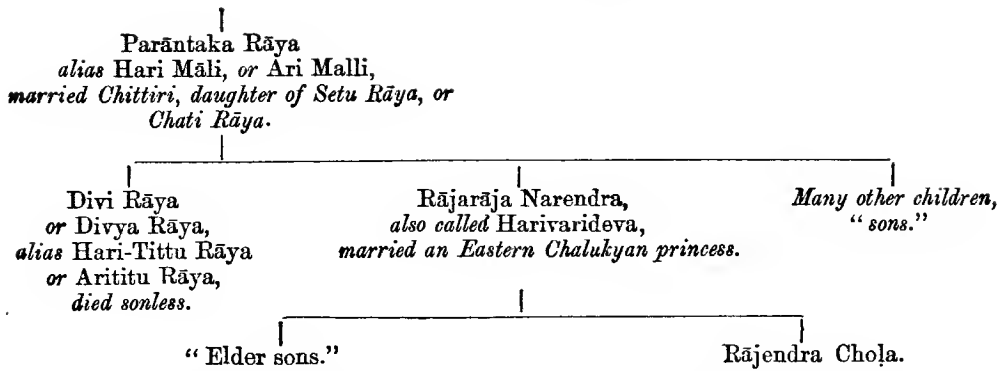 Parāntaka Rāya
alias Hari Māli, or Ari Malli,
married Chittiri, daughter of Setu Rāya, or
Chati Rāya.
Divi Rāya
or Divya Rāya,
alias Hari-Tittu Rāya
or Arititu Rāya,
died sonless.
Rājarāja Narendra,
also called Harivarideva,
married an Eastern Chalukyan princess.
Many other children,
“sons.”
“Elder sons.”
Rājendra Choḷa.